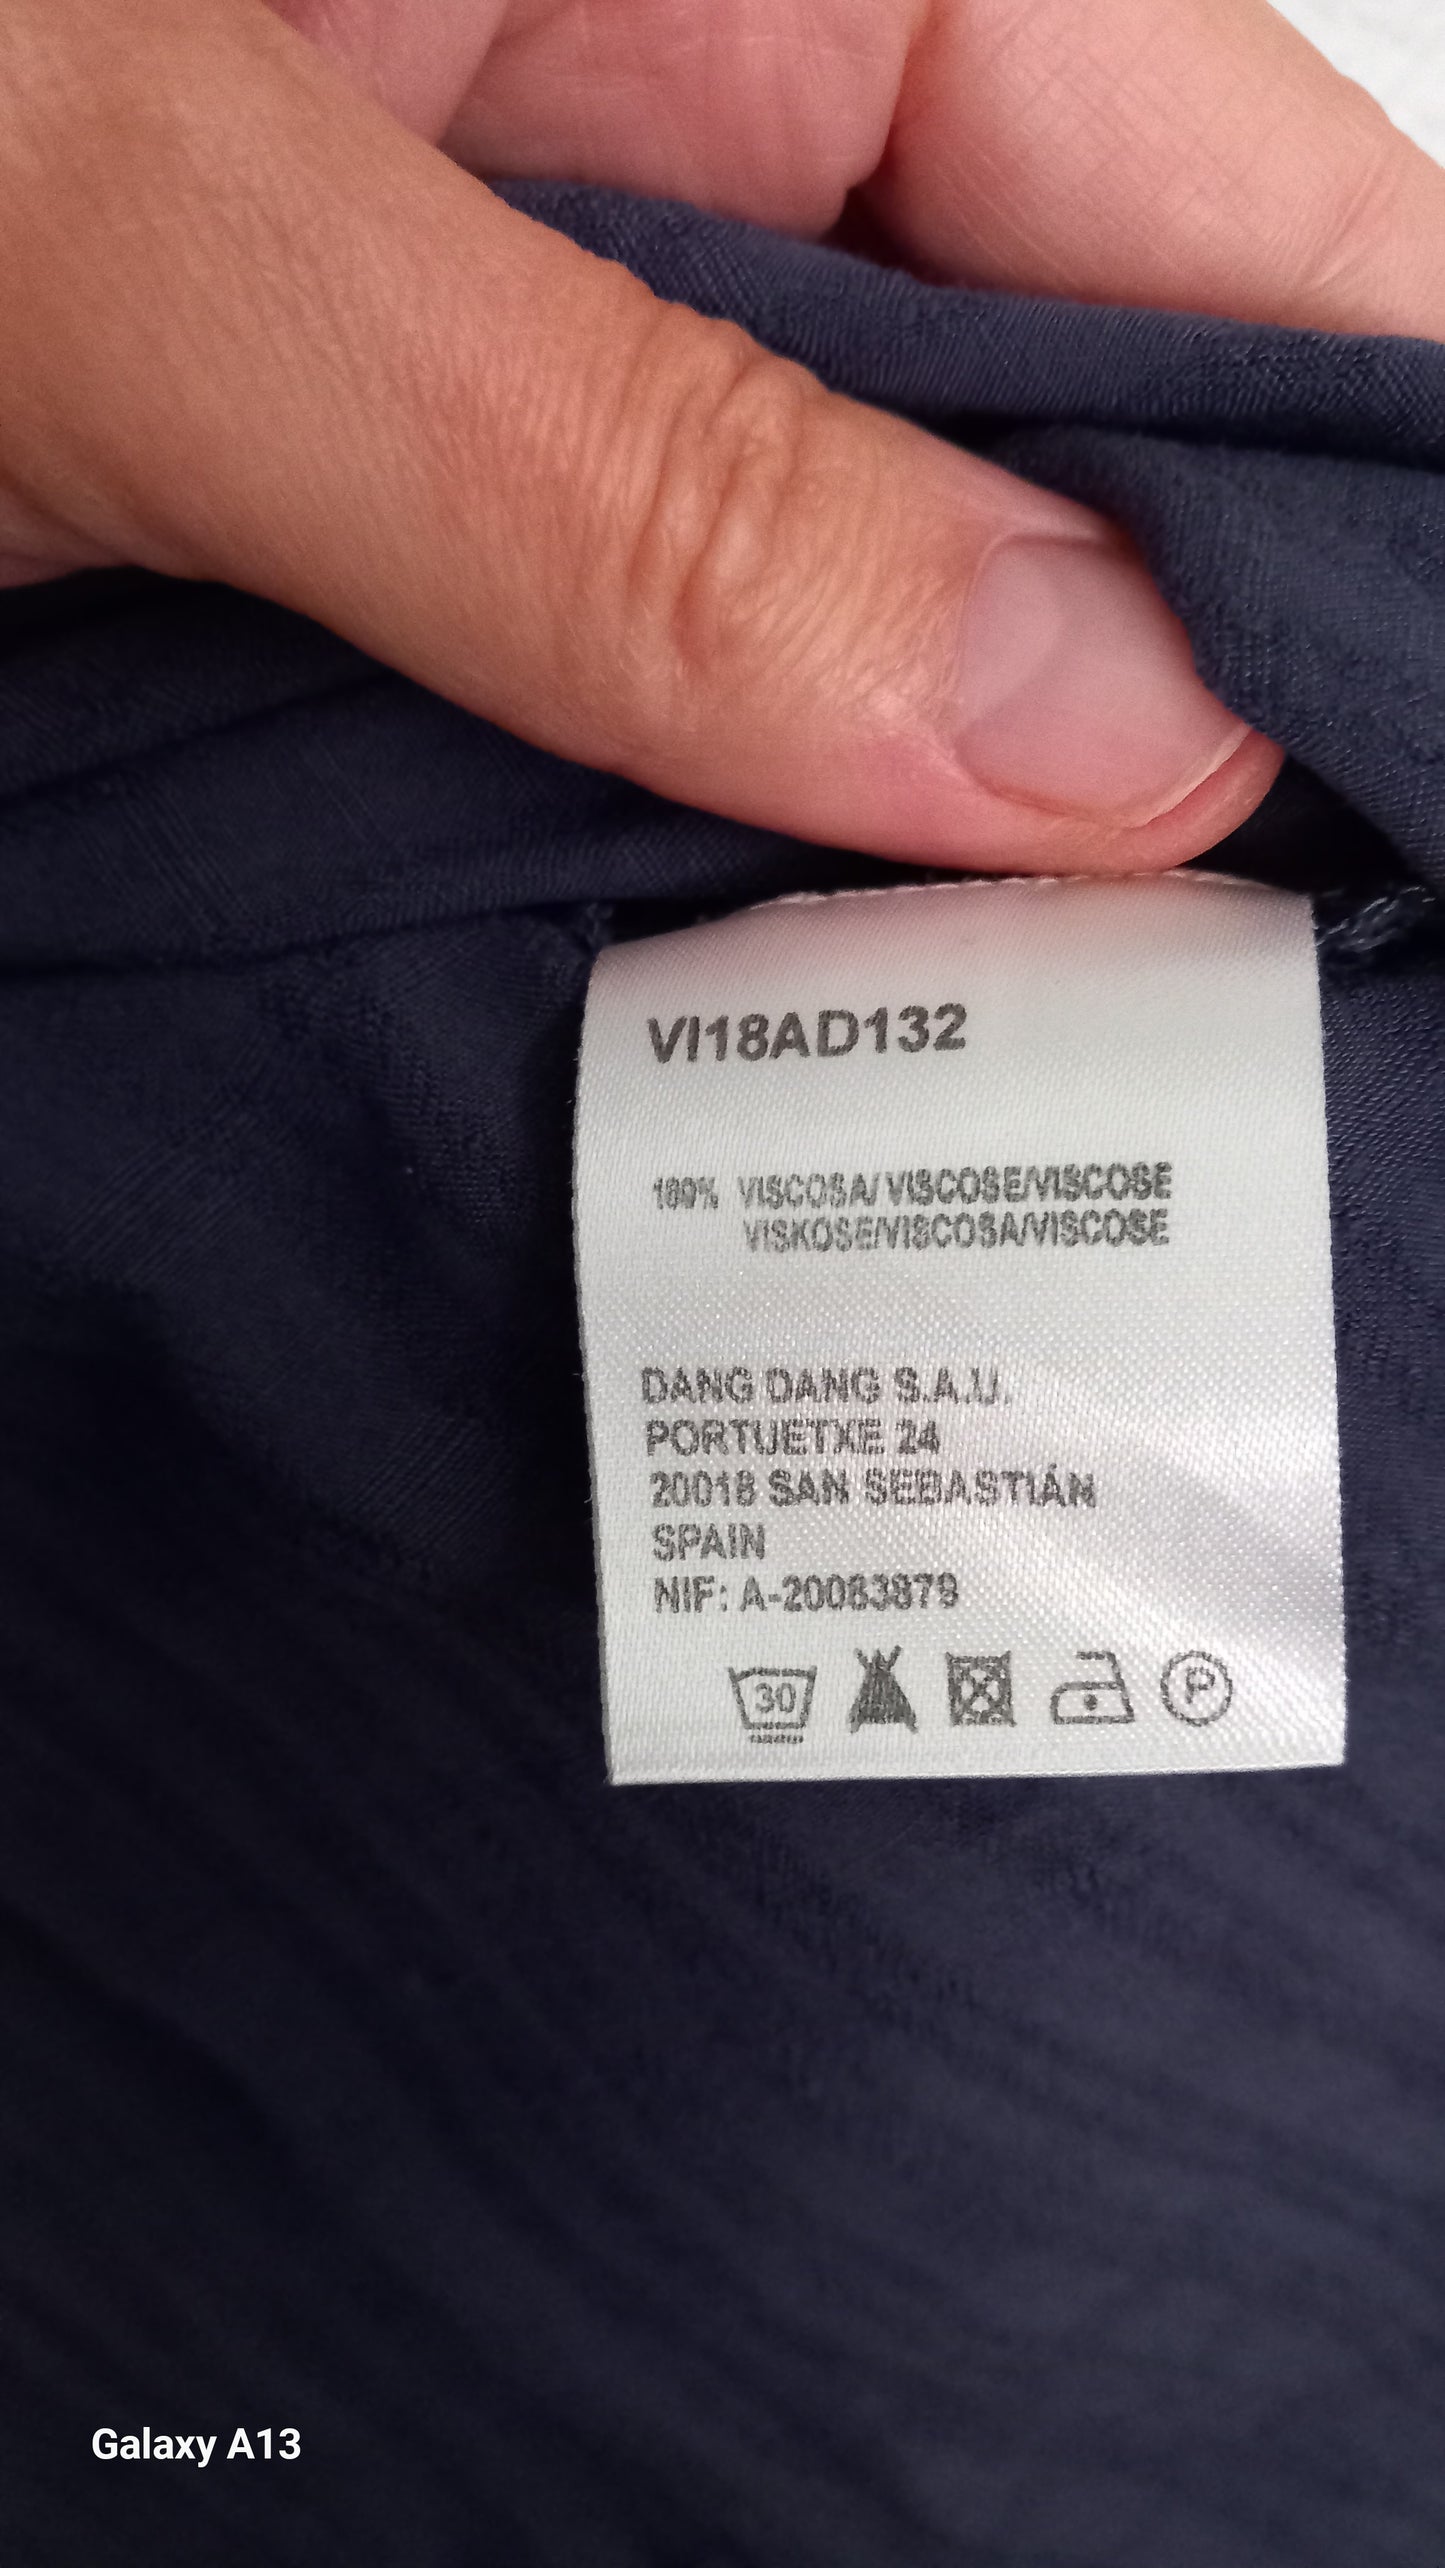 VI18AD132
100% VISCOSA/VISCOSE/VISCOSE
VISKOSE/VISCOSA/VISCOSE
DANG DANG S.A.U.
PORTUETXE 24
20018 SAN SEBASTIÁN
SPAIN
NIF: A-20083879
30
P
Galaxy A13